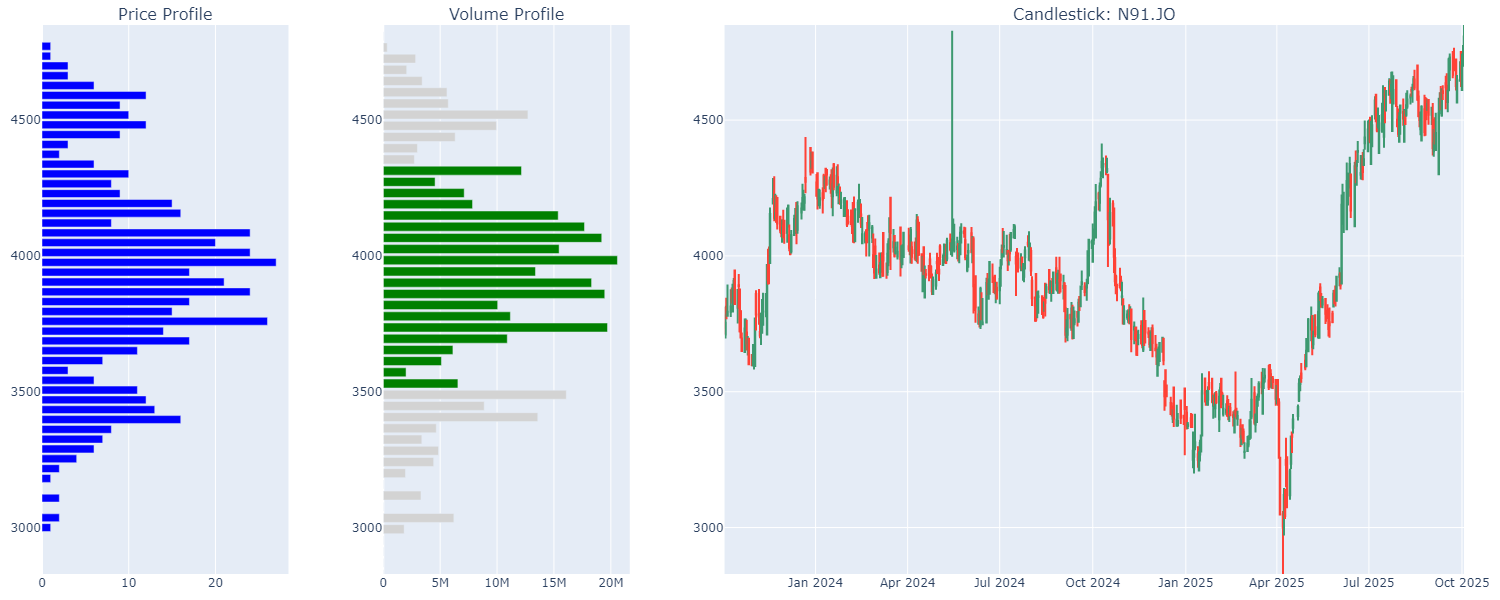 Price Profile
Volume Profile
Candlestick: N91.JO
4500
4000
3500
3000
0
10
20
4500
4000
3500
3000
0
5M
10M
15M
20M
4500
4000
3500
3000
Jan 2024
Apr 2024
Jul 2024
Oct 2024
Jan 2025
Apr 2025
Jul 2025
Oct 2025